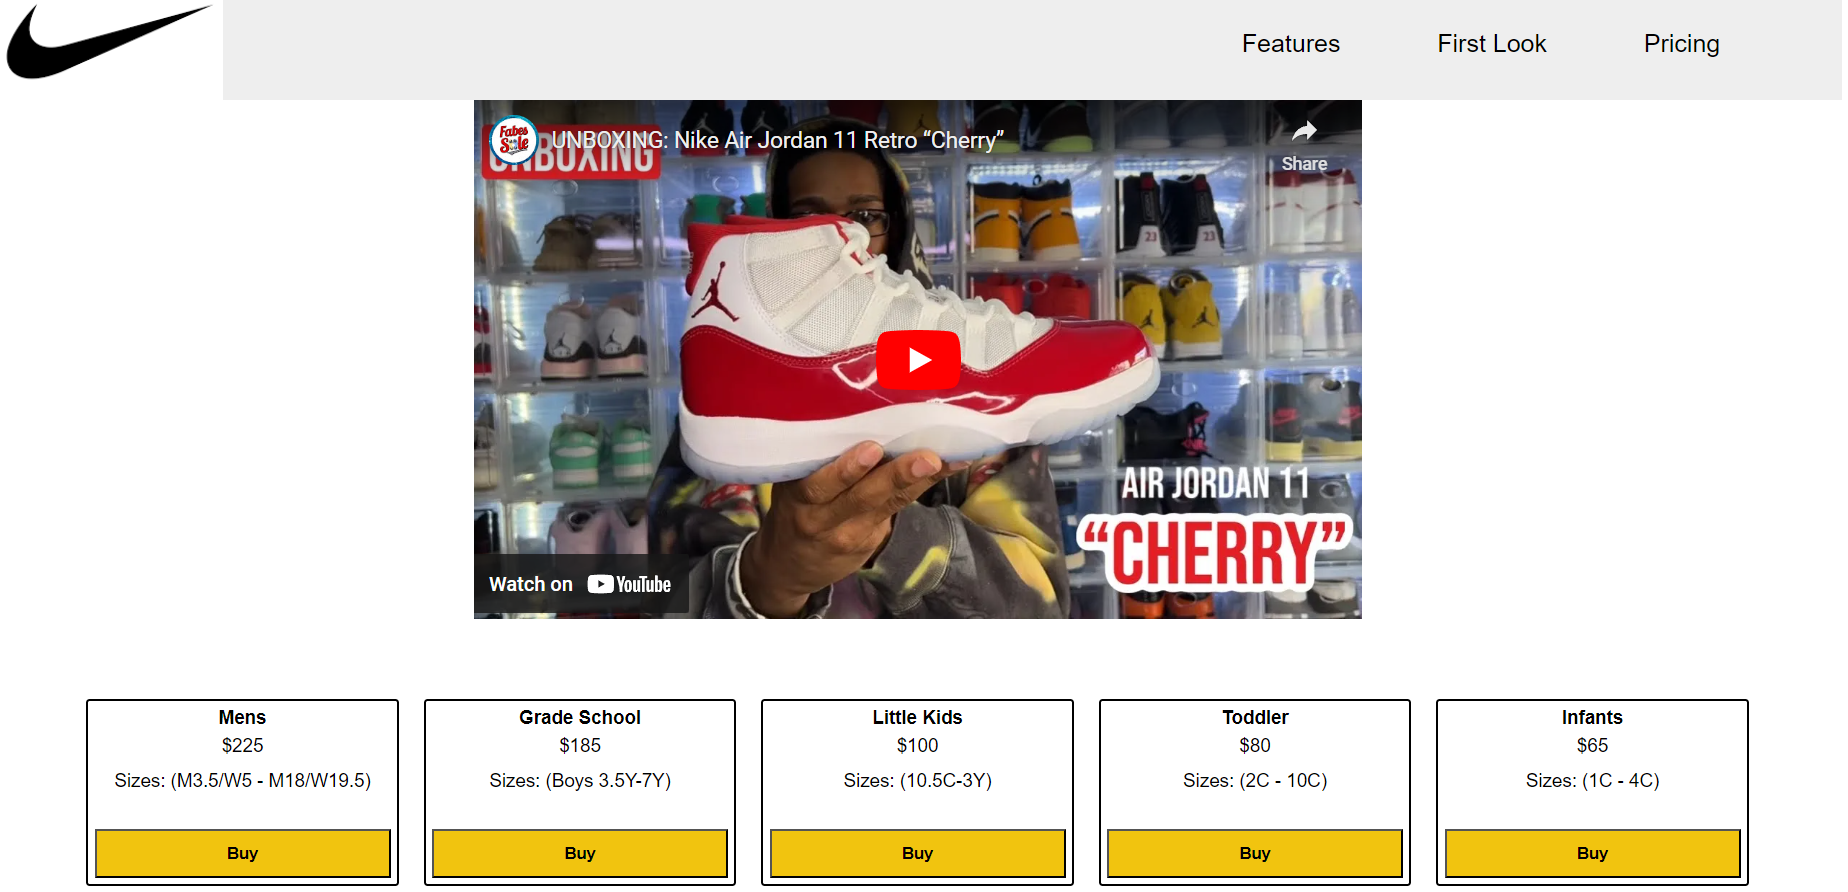 Features First Look Pricing
Fabes Sole
UNBOXING
UNBOXING: Nike Air Jordan 11 Retro “Cherry”
Share
23 23
AIR JORDAN 11
“CHERRY”
Watch on YouTube
Mens
$225
Sizes: (M3.5/W5 - M18/W19.5)
Buy
Grade School
$185
Sizes: (Boys 3.5Y-7Y)
Buy
Little Kids
$100
Sizes: (10.5C-3Y)
Buy
Toddler
$80
Sizes: (2C - 10C)
Buy
Infants
$65
Sizes: (1C - 4C)
Buy